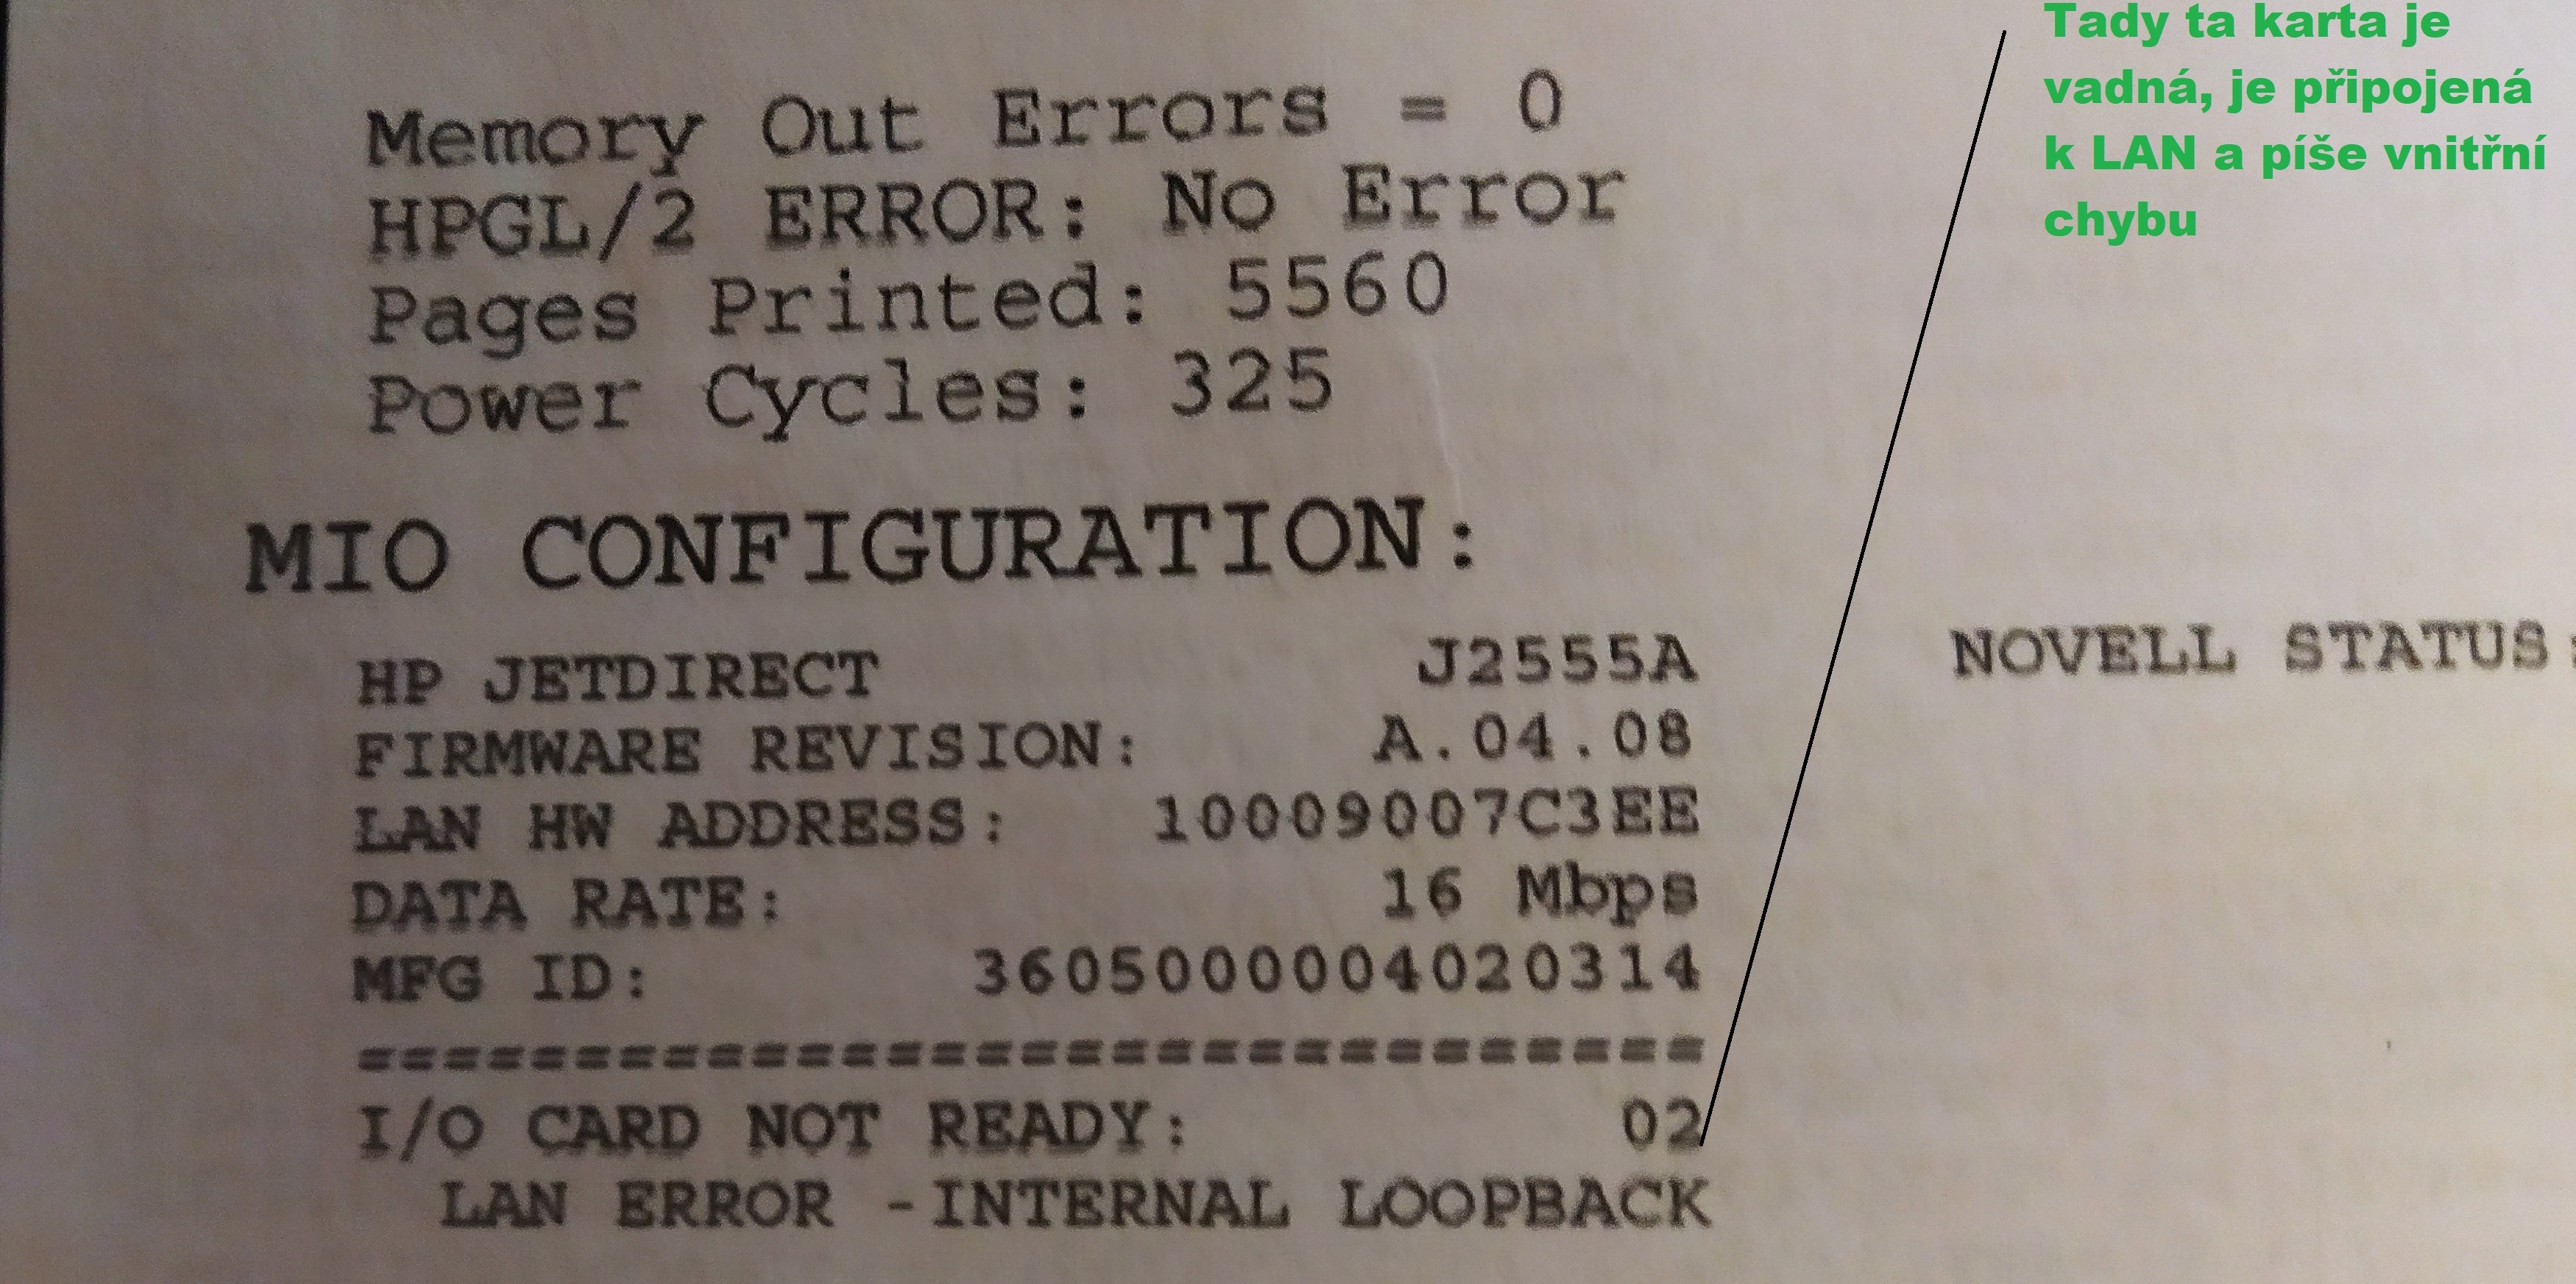 Tady ta karta je
vadná, je připojená
k LAN a píše vnitřní
chybu
Memory Out Errors = 0
HPGL/2 ERROR: No Error
Pages Printed: 5560
Power Cycles: 325
MIO CONFIGURATION:
HP JETDIRECT J2555A
FIRMWARE REVISION: A.04.08
LAN HW ADDRESS: 10009007C3EE
DATA RATE: 16 Mbps
MFG ID: 3605000004020314
===============================
I/O CARD NOT READY: 02
LAN ERROR -INTERNAL LOOPBACK
NOVELL STATUS: